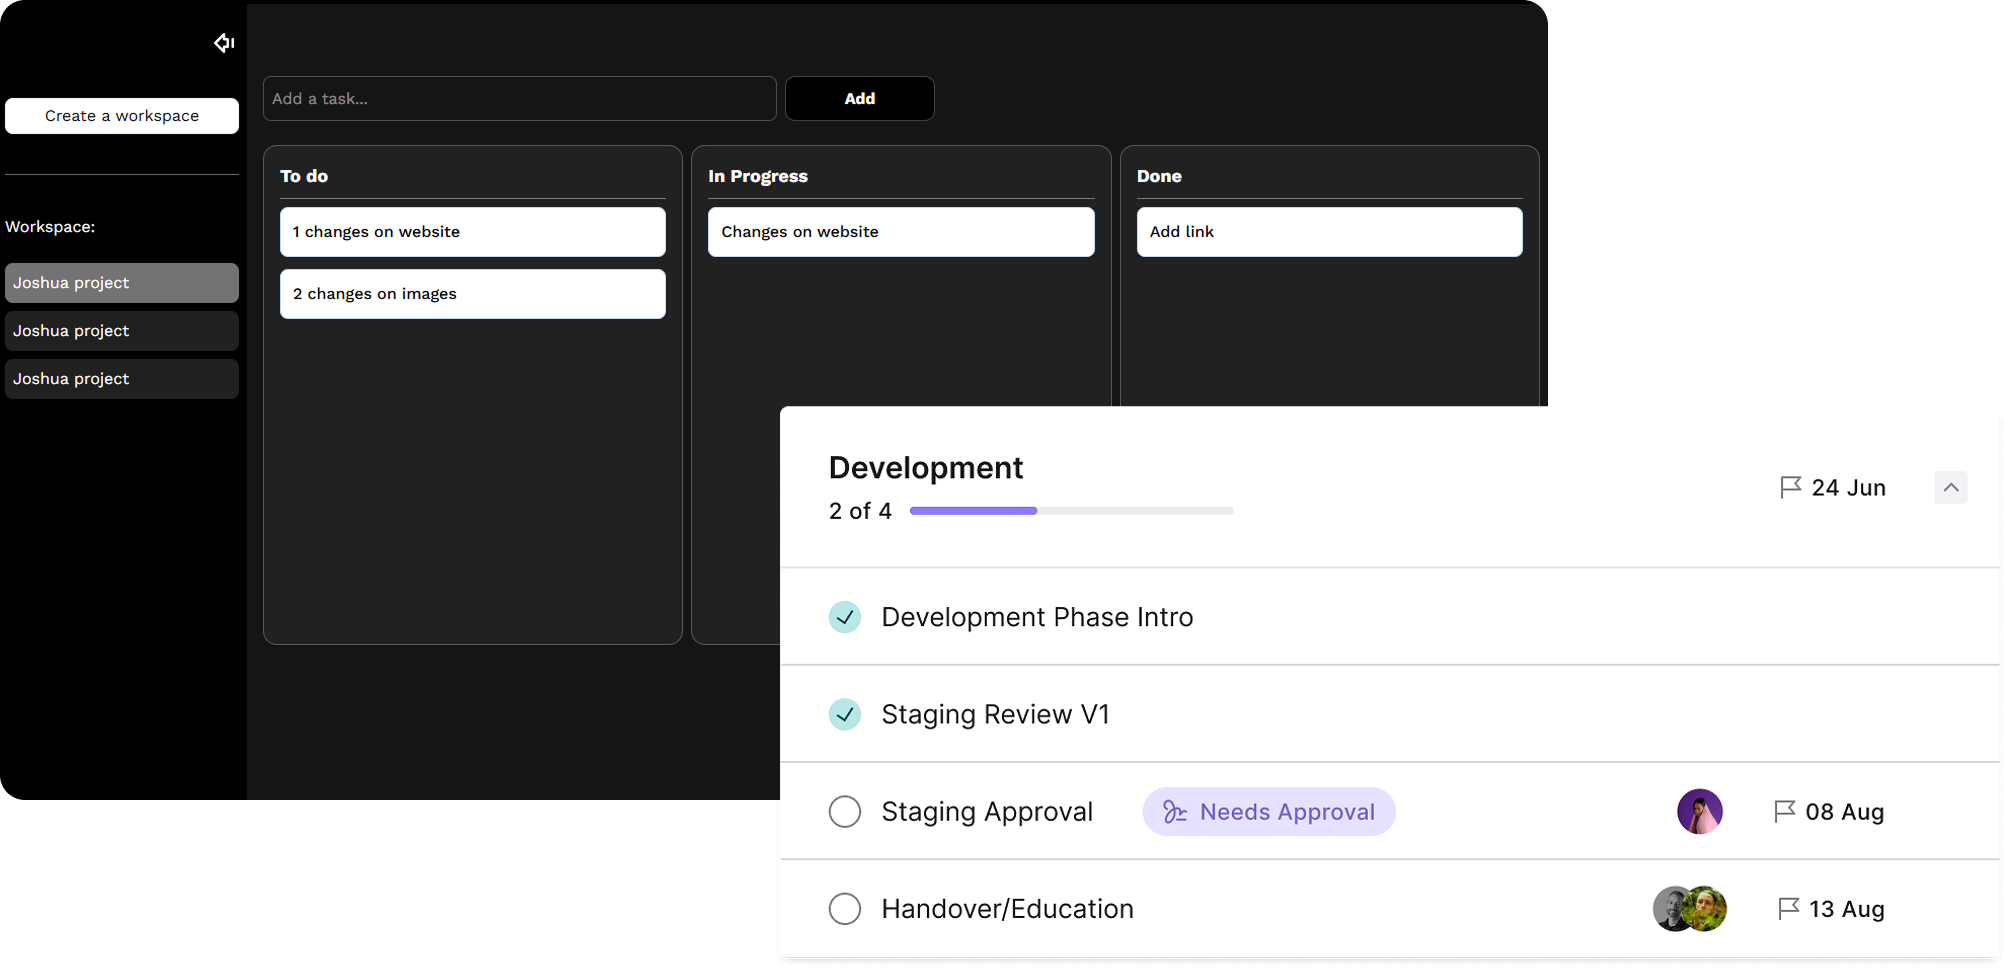 Create a workspace
Workspace:
Joshua project
Joshua project
Joshua project
Add a task...
Add
To do
1 changes on website
2 changes on images
In Progress
Changes on website
Done
Add link
Development
2 of 4
24 Jun
Development Phase Intro
Staging Review V1
Staging Approval
Needs Approval
08 Aug
Handover/Education
13 Aug